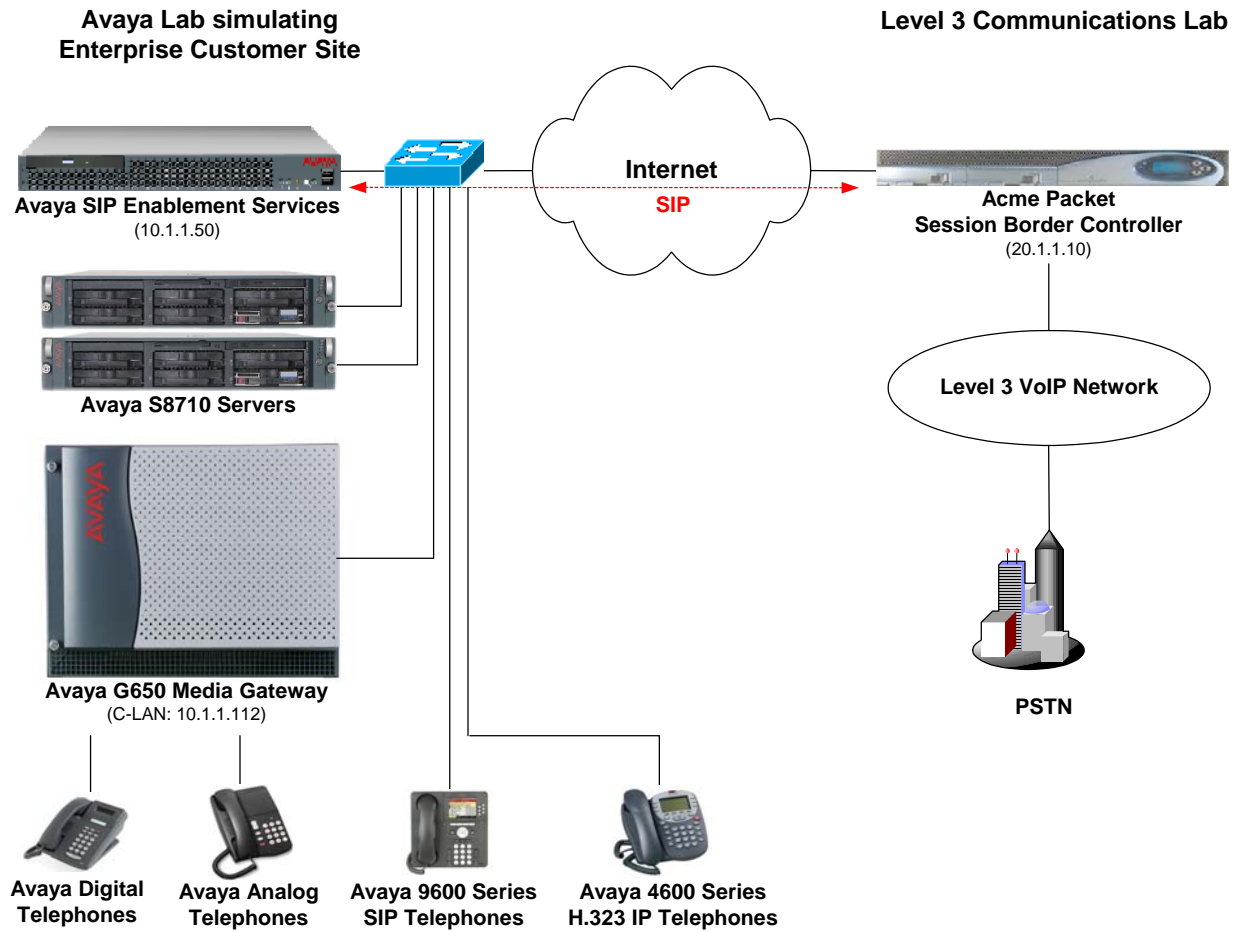 Avaya Lab simulating
Enterprise Customer Site
Level 3 Communications Lab
AVAYA
Avaya SIP Enablement Services
(10.1.1.50)
Internet
SIP
Acme Packet
Session Border Controller
(20.1.1.10)
Avaya S8710 Servers
Level 3 VoIP Network
AVAYA
Avaya G650 Media Gateway
(C-LAN: 10.1.1.112)
PSTN
Avaya Digital
Telephones
Avaya Analog
Telephones
Avaya 9600 Series
SIP Telephones
Avaya 4600 Series
H.323 IP Telephones